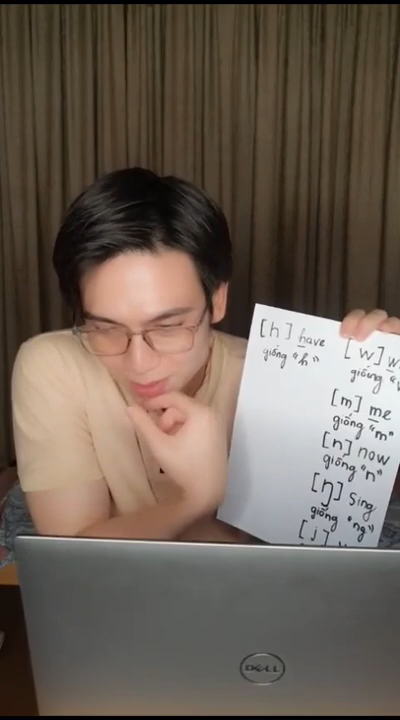 [h] have
giống "h"
[w]
giống
[m] me
giống "m"
[n] now
giống "n"
[ŋ] Sing
giống "ng"
[j]
DELL